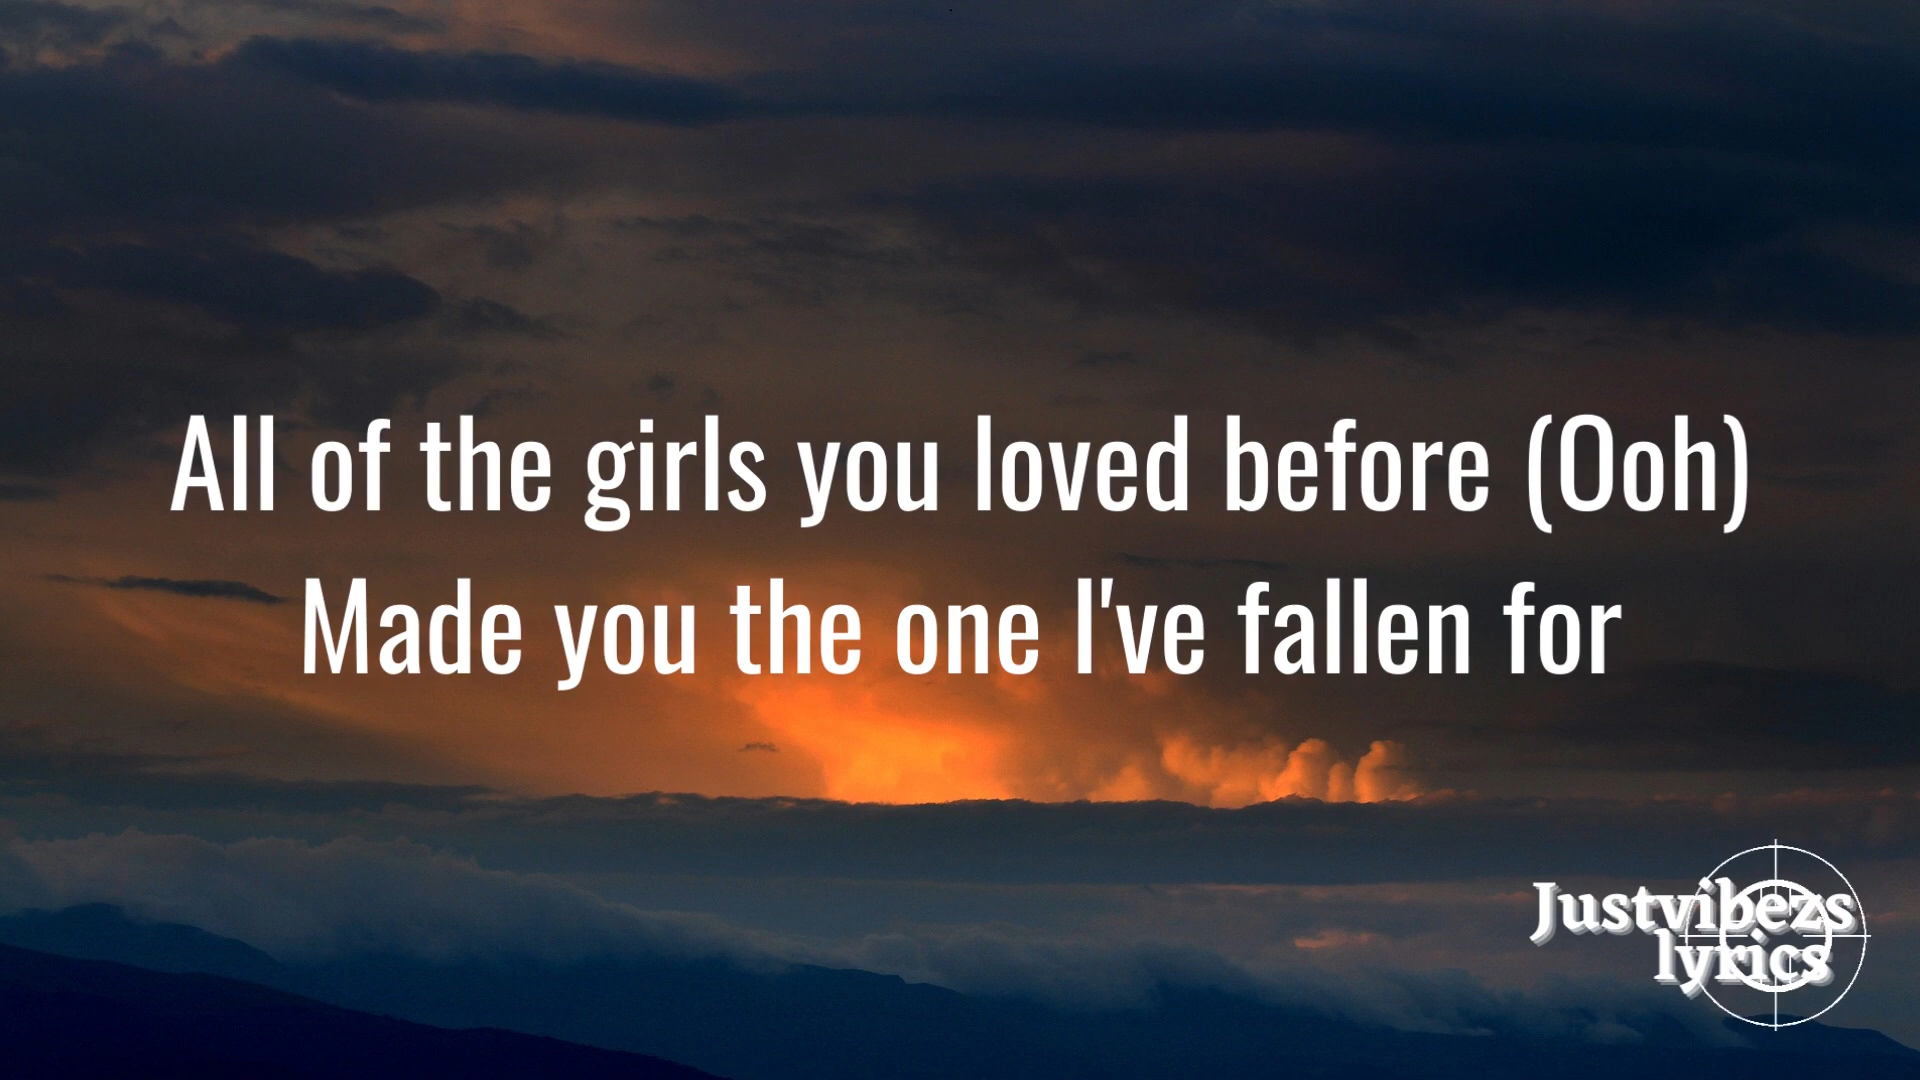 All of the girls you loved before (Ooh)
Made you the one I've fallen for
Justvibezs
lyrics